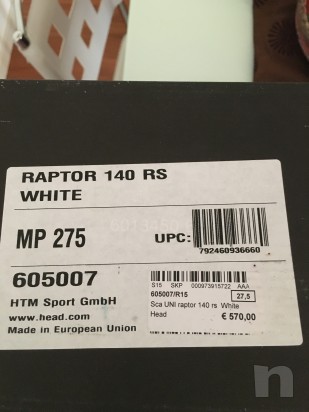 RAPTOR 140 RS
WHITE
MP 275
UPC:
792460936660
605007
HTM Sport GmbH
www.head.com
Made in European Union
S15 SKP 000973915722 AAA
605007/R15
27,5
Sca UNI raptor 140 rs White
Head
€ 570,00
n